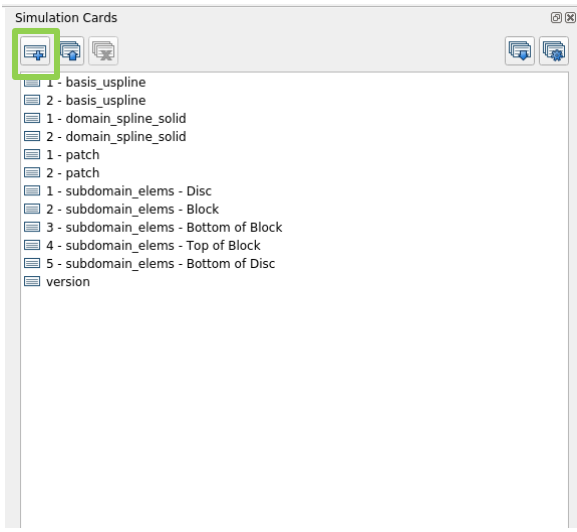 Simulation Cards
1 - basis_uspline
2 - basis_uspline
1 - domain_spline_solid
2 - domain_spline_solid
1 - patch
2 - patch
1 - subdomain_elems - Disc
2 - subdomain_elems - Block
3 - subdomain_elems - Bottom of Block
4 - subdomain_elems - Top of Block
5 - subdomain_elems - Bottom of Disc
version